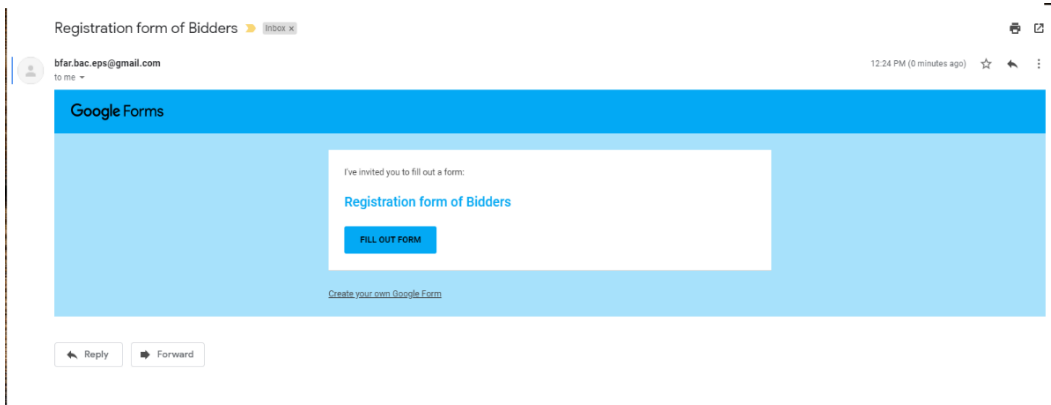 Registration form of Bidders Inbox x
bfar.bac.eps@gmail.com 12:24 PM (0 minutes ago)
to me
Google Forms
I've invited you to fill out a form:
Registration form of Bidders
FILL OUT FORM
Create your own Google Form
Reply Forward